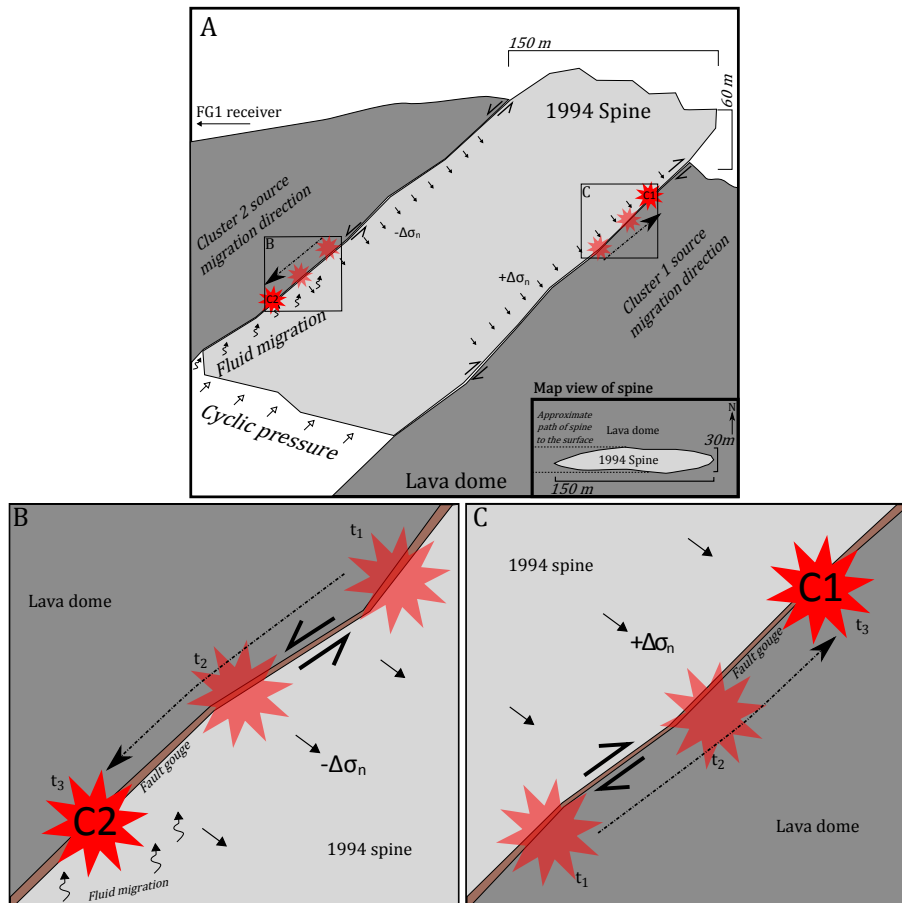 A
150 m
60 m
1994 Spine
FG1 receiver
Cluster 2 source
migration direction
B
C
C1
-Δσn
+Δσn
C2
Fluid migration
Cluster 1 source
migration direction
Cyclic pressure
Lava dome
Map view of spine
N
Approximate
path of spine
to the surface
Lava dome
1994 Spine
30m
150 m
B
t1
Lava dome
t2
-Δσn
Fault gouge
t3
C2
1994 spine
Fluid migration
C
1994 spine
C1
t3
+Δσn
Fault gouge
t2
Lava dome
t1